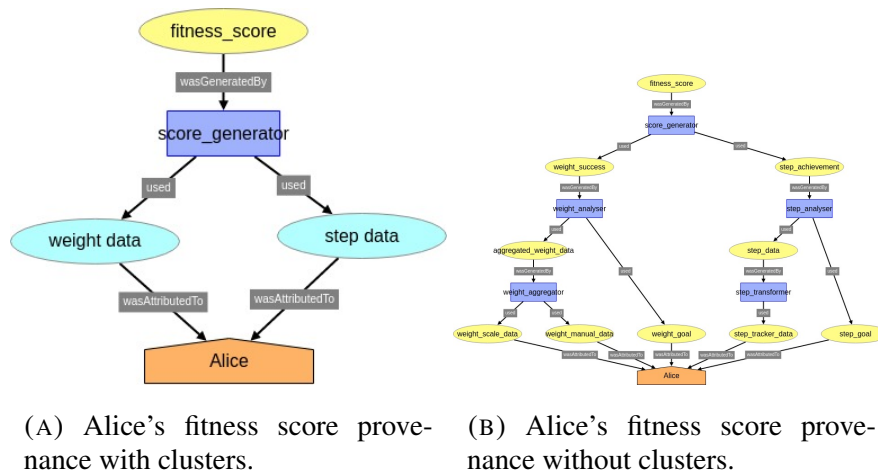 fitness_score
wasGeneratedBy
score_generator
used
used
weight data
step data
wasAttributedTo
wasAttributedTo
Alice
(A) Alice's fitness score prove-
nance with clusters.
fitness_score
wasGeneratedBy
score_generator
used
used
weight_success
step_achievement
wasGeneratedBy
wasGeneratedBy
weight_analyser
step_analyser
used
used
aggregated_weight_data
step_data
wasGeneratedBy
used
wasGeneratedBy
used
weight_aggregator
step_transformer
used
used
used
weight_scale_data
weight_manual_data
weight_goal
step_tracker_data
step_goal
wasAttributedTo
wasAttributedTo
wasAttributedTo
wasAttributedTo
wasAttributedTo
Alice
(B) Alice's fitness score prove-
nance without clusters.